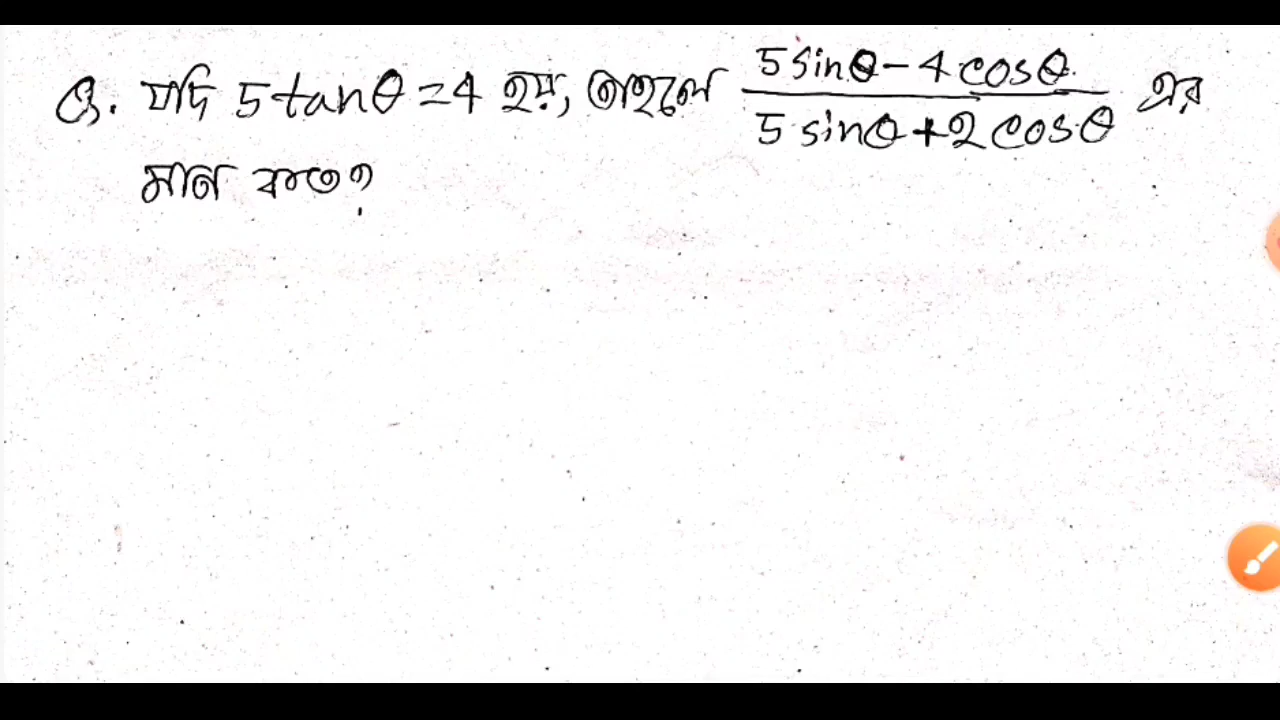 Q. যদি 5tanθ=4 হয়, তাহলে (5sinθ-4cosθ)/(5sinθ+2cosθ) এর
মান কত?